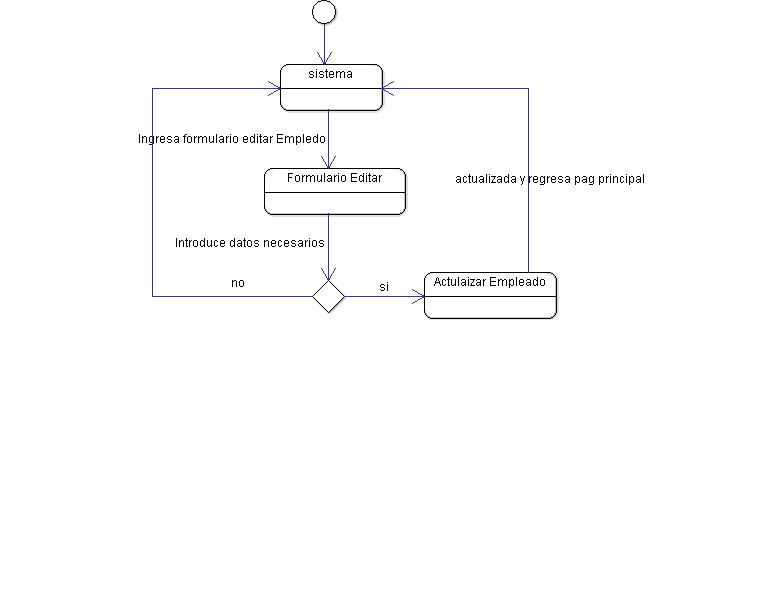 sistema
Ingresa formulario editar Empledo
Formulario Editar
actualizada y regresa pag principal
Introduce datos necesarios
no
si
Actulaizar Empleado